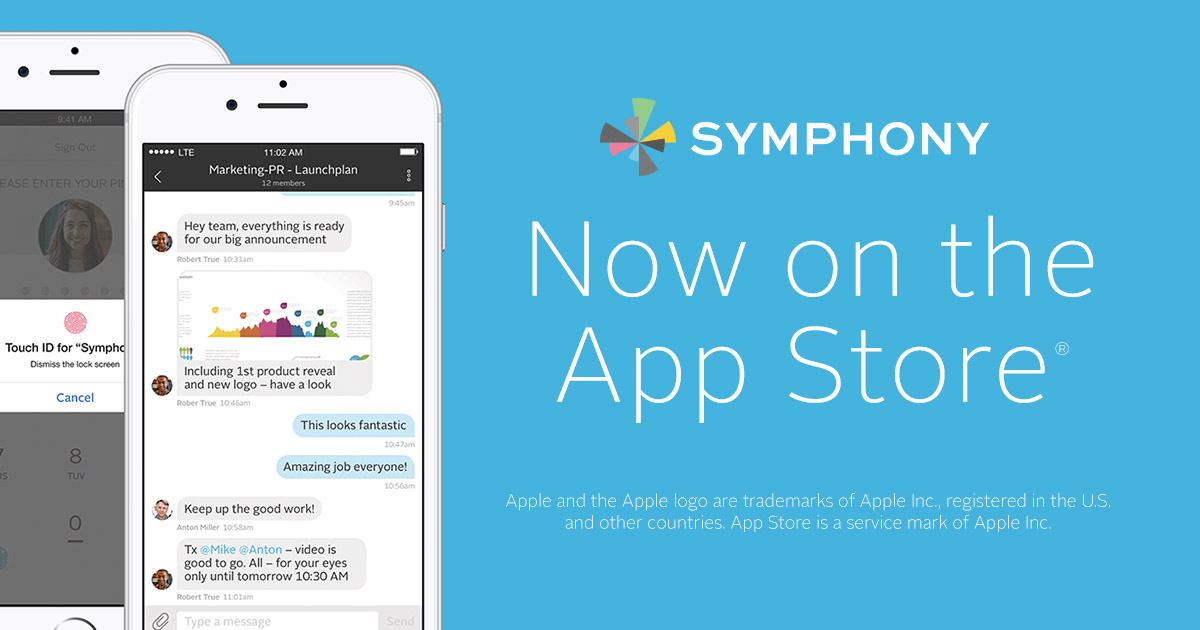 9:41 AM
Sign Out
EASE ENTER YOUR PIN
Touch ID for “Sympho
Dismiss the lock screen
Cancel
8
TUV
0
LTE
11:02 AM
Marketing-PR - Launchplan
12 members
9:45am
Hey team, everything is ready
for our big announcement
Robert True 10:31am
Including 1st product reveal
and new logo – have a look
Rober True 10:46am
This looks fantastic
10:47am
Amazing job everyone!
10:56am
Keep up the good work!
Anton Miller 10:58am
Tx @Mike @Anton – video is
good to go. All – for your eyes
only until tomorrow 10:30 AM
Robert True 11:01am
Type a message
Send
SYMPHONY
Now on the
App Store®
Apple and the Apple logo are trademarks of Apple Inc., registered in the U.S.
and other countries. App Store is a service mark of Apple Inc.